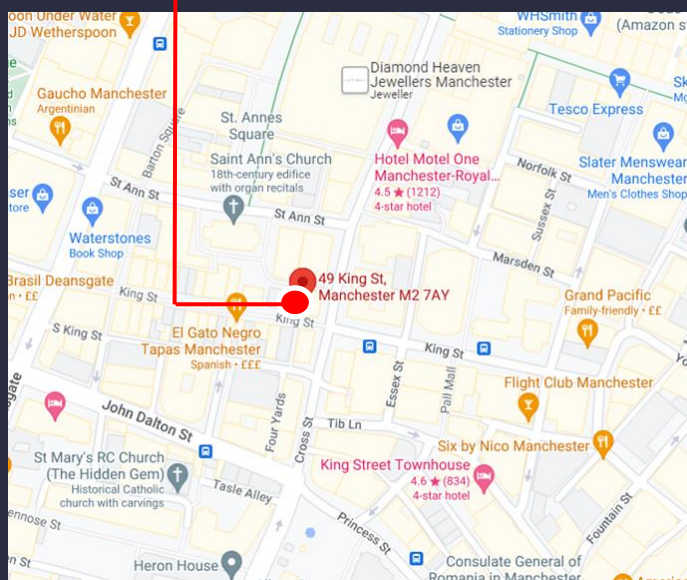 oon Under Water
JD Wetherspoon
WHSmith
Stationery Shop
(Amazon s
Diamond Heaven
Jewellers Manchester
Jeweller
Gaucho Manchester
Argentinian
Tesco Express
Sk
Barton Square
St. Annes
Square
Saint Ann's Church
18th-century edifice
with organ recitals
Hotel Motel One
Manchester-Royal...
4.5 ★ (1212)
4-star hotel
Norfolk St
Slater Menswear
Manchester
Men's Clothes Shop
St Ann St
St Ann St
Sussex St
ser
tore
Waterstones
Book Shop
Marsden St
Brasil Deansgate
n • ££
King St
49 King St,
Manchester M2 7AY
King St
Grand Pacific
Family-friendly • ££
S King St
El Gato Negro
Tapas Manchester
Spanish • £££
King St
Essex St
Pall Mall
Flight Club Manchester
gate
John Dalton St
Four Yards
Cross St
Tib Ln
Six by Nico Manchester
St Mary's RC Church
(The Hidden Gem)
Historical Catholic
church with carvings
King Street Townhouse
4.6 ★ (834)
4-star hotel
Tasle Alley
Princess St
Fountain St
ennose St
Heron House
Consulate General of
Romania in Manchester